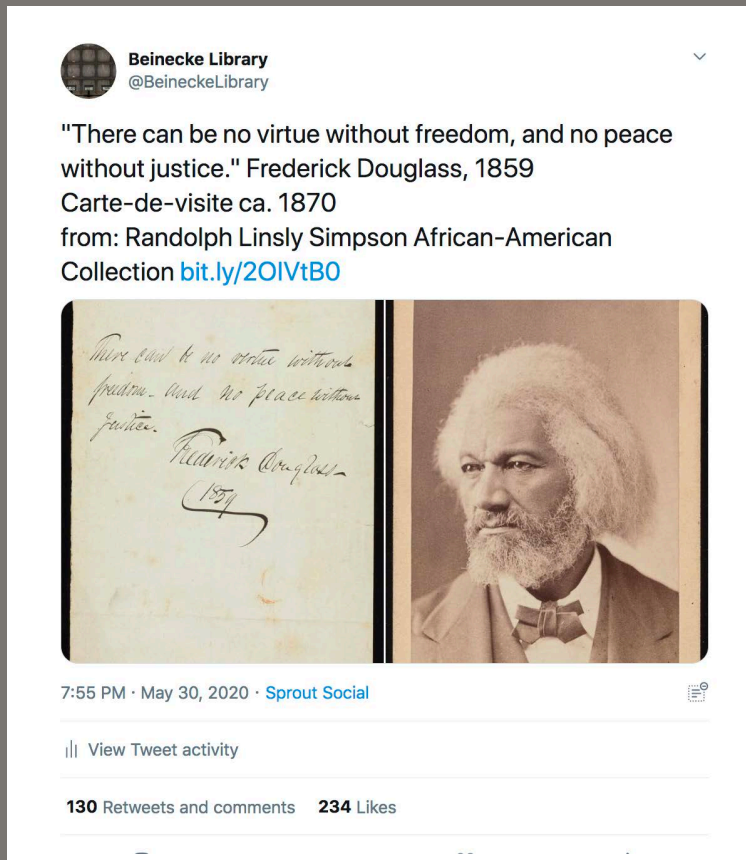 Beinecke Library
@BeineckeLibrary
"There can be no virtue without freedom, and no peace
without justice." Frederick Douglass, 1859
Carte-de-visite ca. 1870
from: Randolph Linsly Simpson African-American
Collection bit.ly/2OlVtB0
There can be no virtue without
freedom - and no peace without
justice.
Frederick Douglass
1859
7:55 PM · May 30, 2020 · Sprout Social
View Tweet activity
130 Retweets and comments 234 Likes